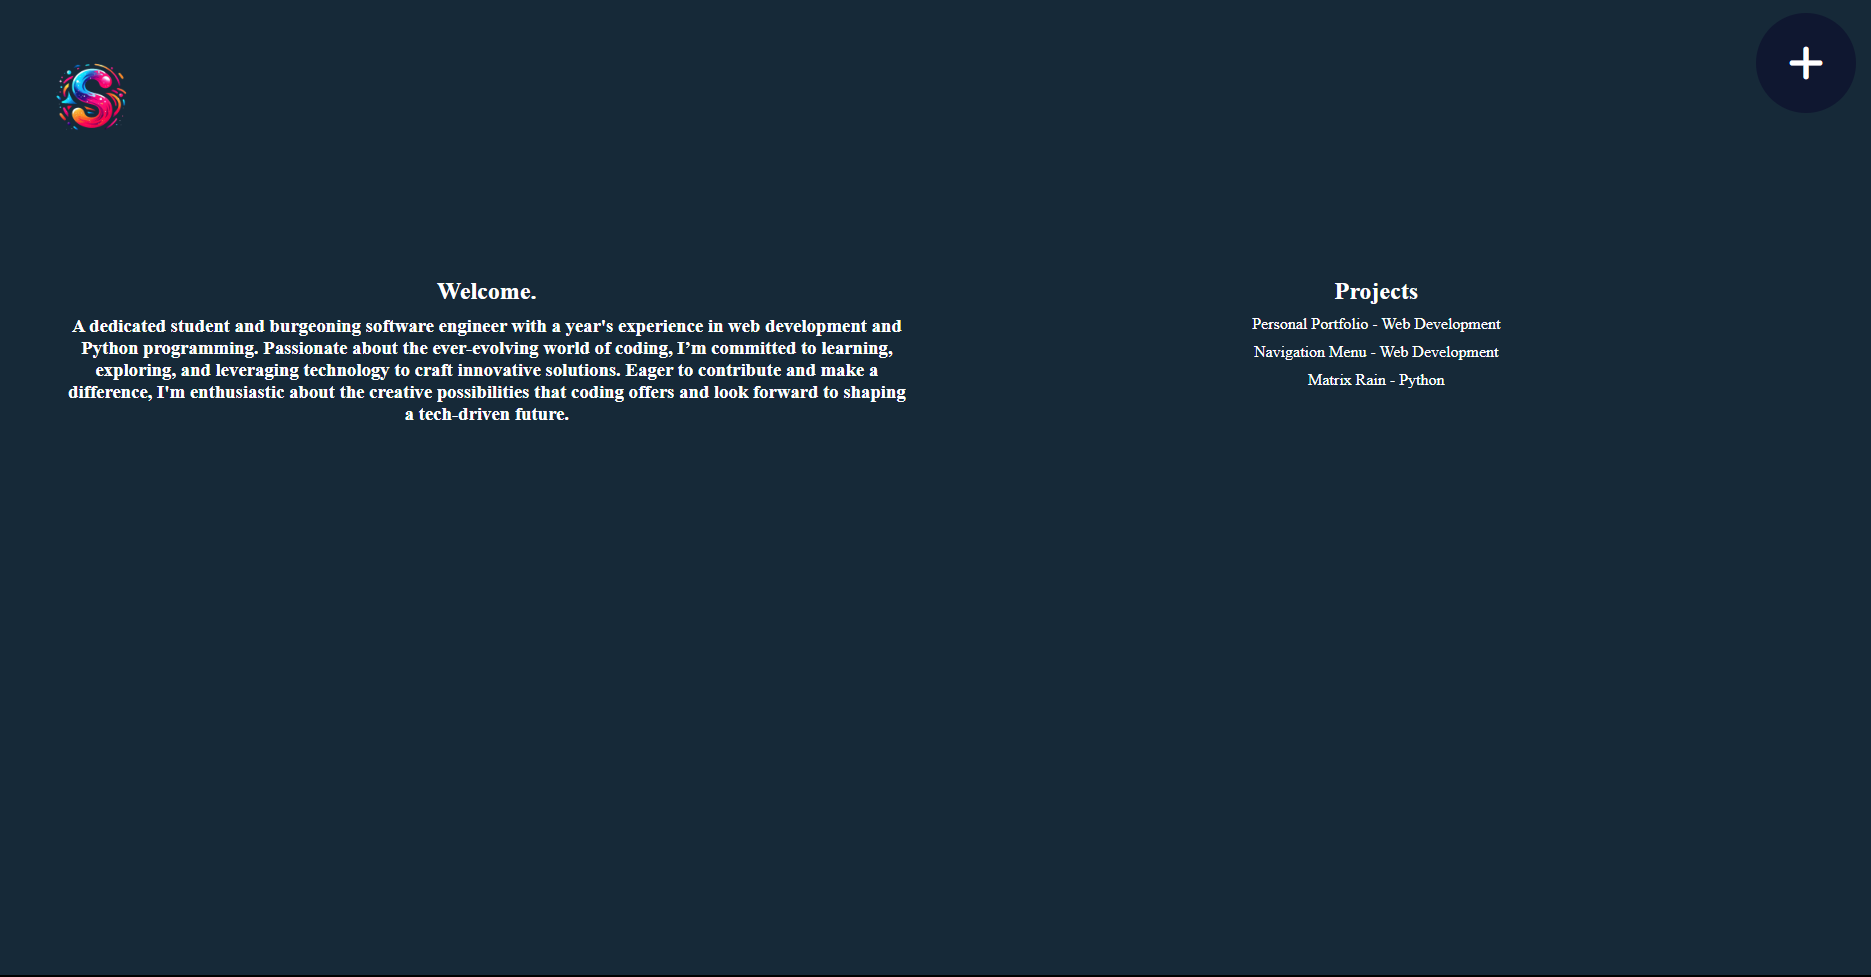 S
Welcome.
A dedicated student and burgeoning software engineer with a year's experience in web development and
Python programming. Passionate about the ever-evolving world of coding, I’m committed to learning,
exploring, and leveraging technology to craft innovative solutions. Eager to contribute and make a
difference, I'm enthusiastic about the creative possibilities that coding offers and look forward to shaping
a tech-driven future.
Projects
Personal Portfolio - Web Development
Navigation Menu - Web Development
Matrix Rain - Python